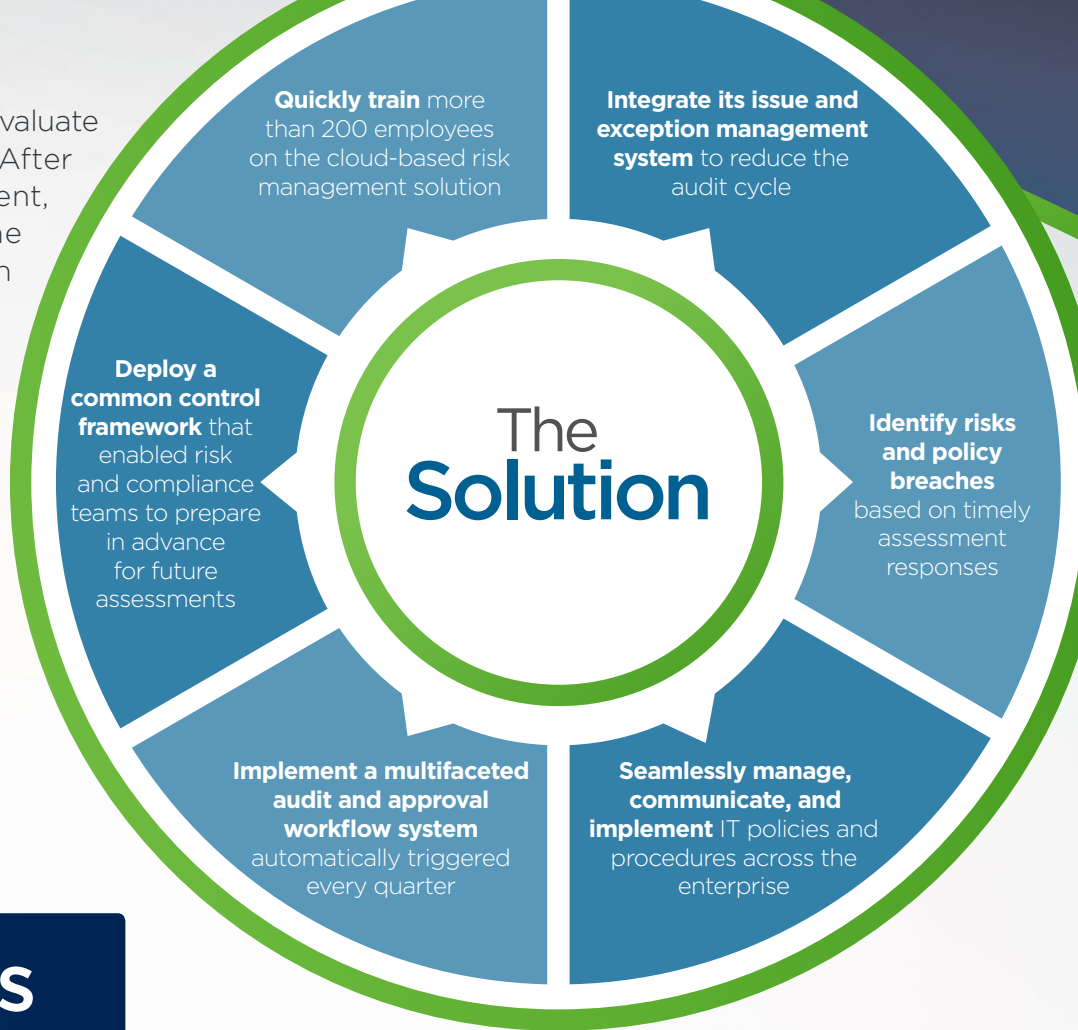 valuate
After
ent,
ne
n
Quickly train more
than 200 employees
on the cloud-based risk
management solution
Integrate its issue and
exception management
system to reduce the
audit cycle
Identify risks
and policy
breaches
based on timely
assessment
responses
Seamlessly manage,
communicate, and
implement IT policies and
procedures across the
enterprise
Implement a multifaceted
audit and approval
workflow system
automatically triggered
every quarter
Deploy a
common control
framework that
enabled risk
and compliance
teams to prepare
in advance
for future
assessments
The
Solution
s